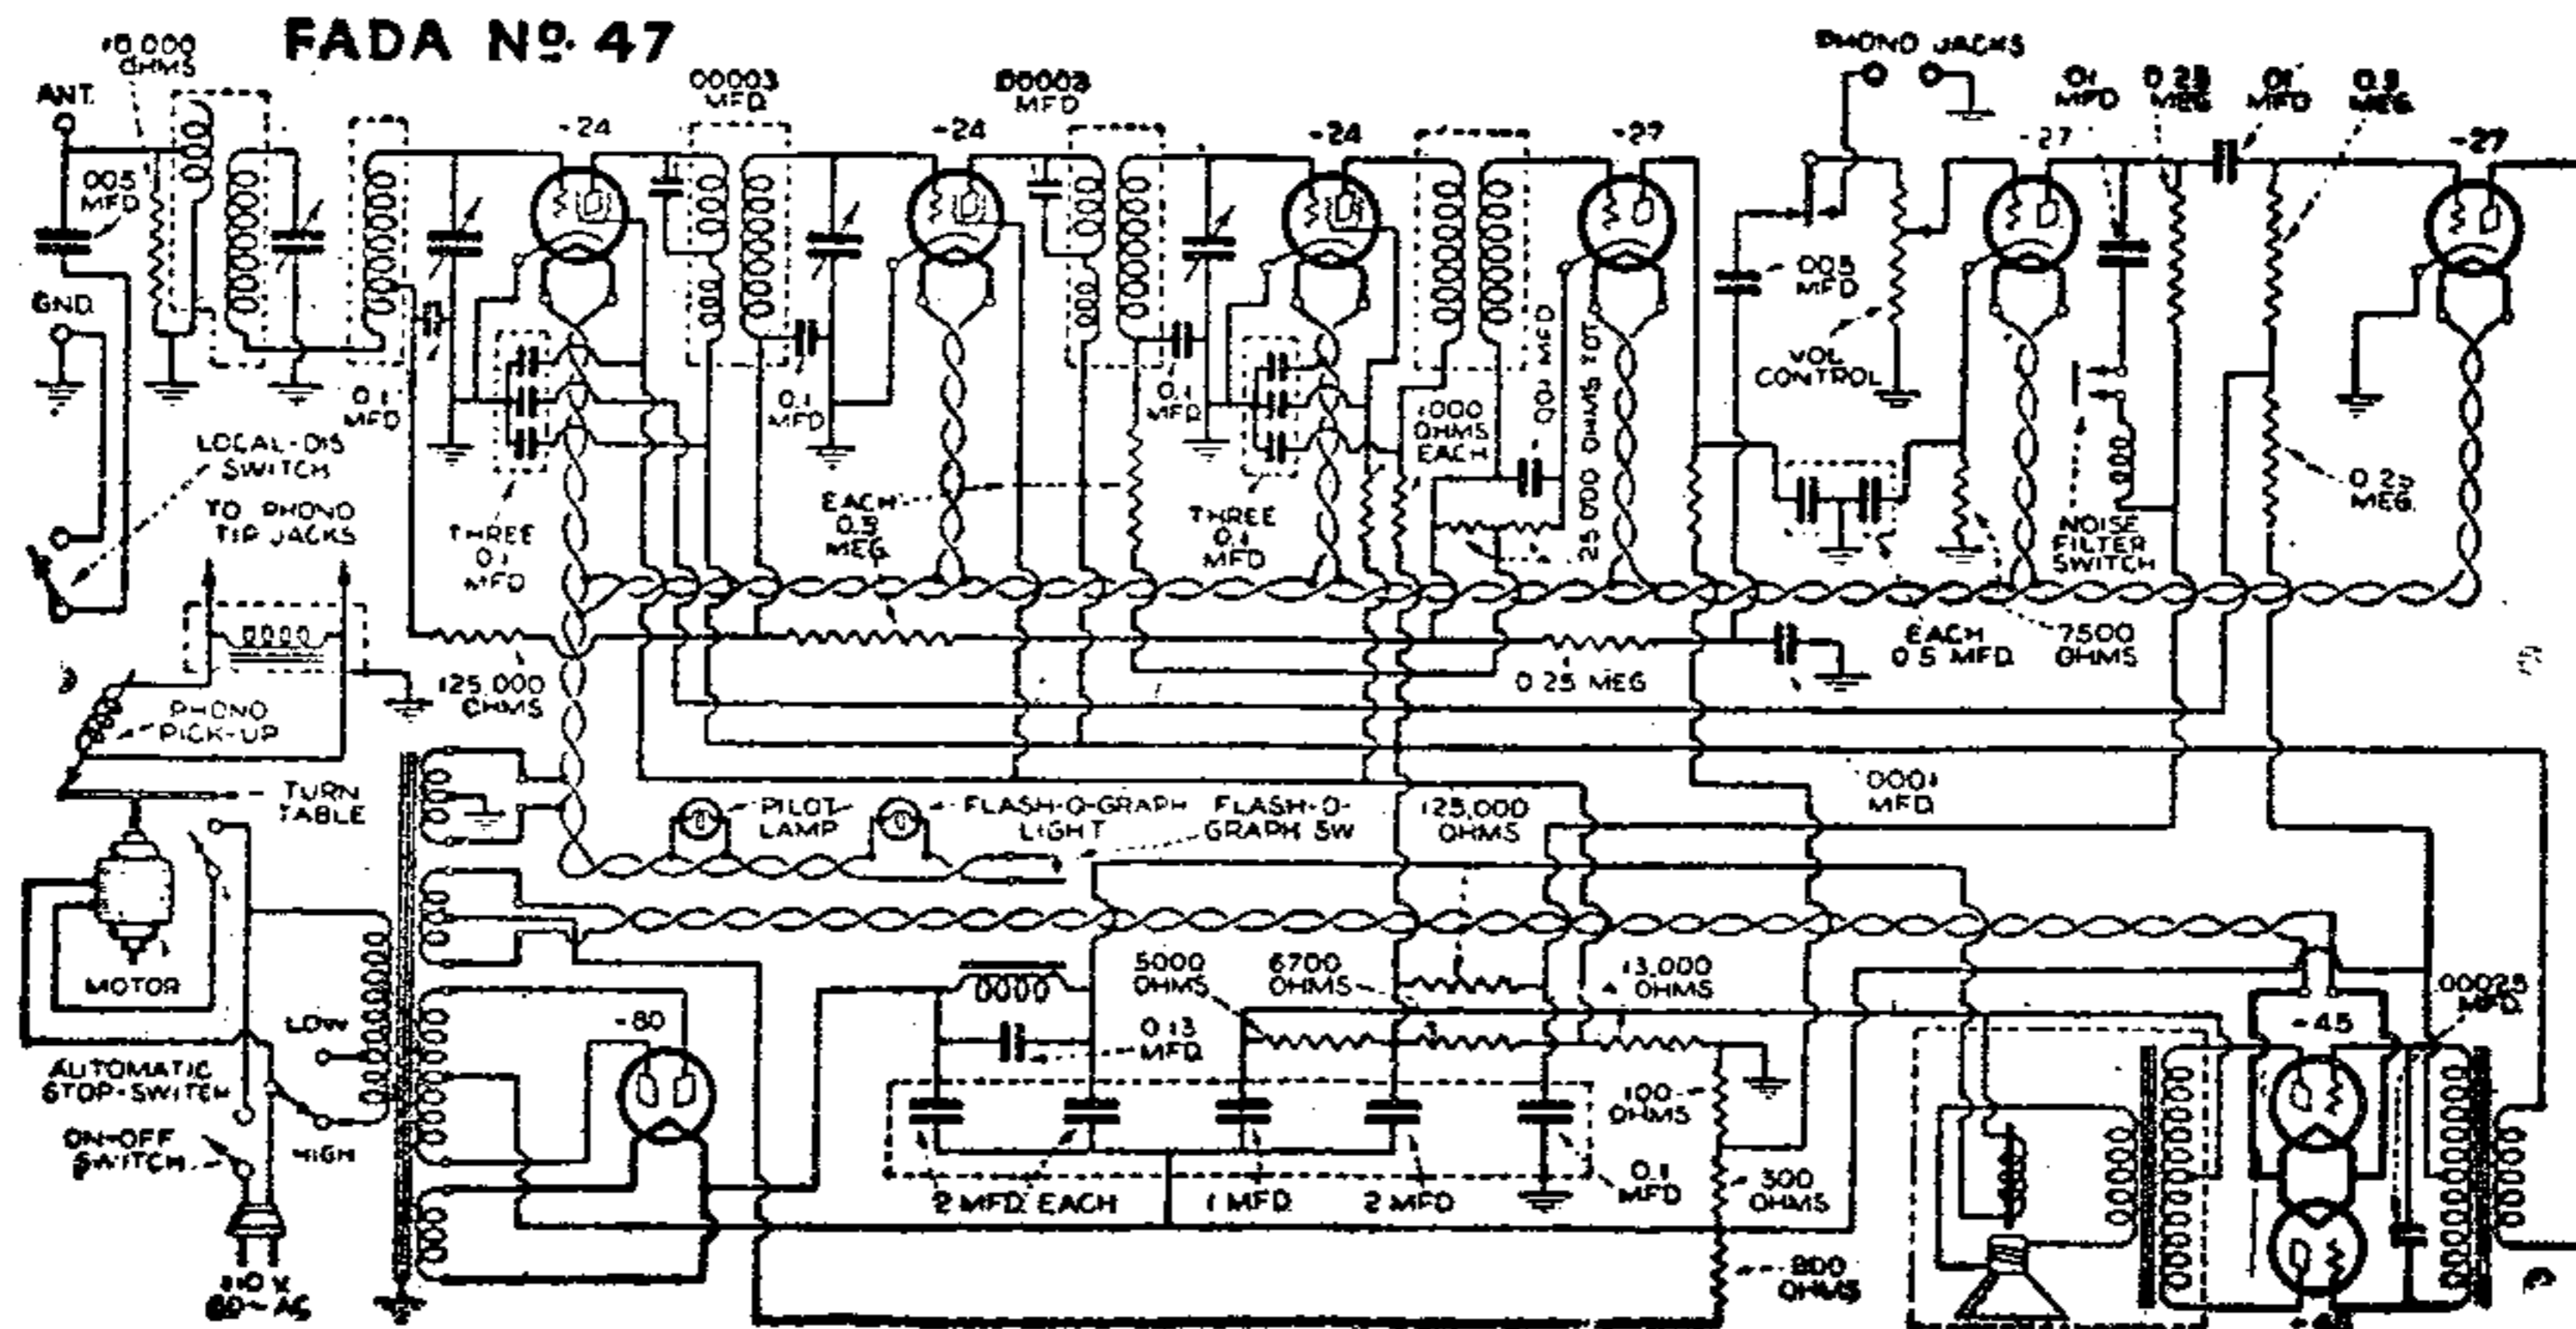 FADA No. 47
10,000
OHMS
ANT.
.005
MFD
GND.
LOCAL-DIS
SWITCH
TO PHONO
TIP JACKS
0.1
MFD
-24
THREE
0.1
MFD
00003
MFD
0.1
MFD
-24
EACH
0.5
MEG
00003
MFD
0.1
MFD
-24
THREE
0.1
MFD
1000
OHMS
EACH
.001 MFD
25 000 OHMS TOT
-27
PHONO JACKS
005
MFD
VOL
CONTROL
-27
01
MFD
0.25
MEG
01
MFD
0.5
MEG
-27
0.25
MEG.
NOISE
FILTER
SWITCH
EACH
0.5 MFD
7500
OHMS
125,000
OHMS
0.25 MEG
0001
MFD
PHONO
PICK-UP
TURN
TABLE
MOTOR
AUTOMATIC
STOP-SWITCH
ON-OFF
SWITCH
LOW
HIGH
110 V
60~AC
PILOT
LAMP
FLASH-O-GRAPH
LIGHT
FLASH-O-
GRAPH SW
125,000
OHMS
-80
0.13
MFD
5000
OHMS
6700
OHMS
13,000
OHMS
100
OHMS
300
OHMS
800
OHMS
2 MFD EACH
1 MFD
2 MFD
0.1
MFD
.00025
MFD.
-45
-45